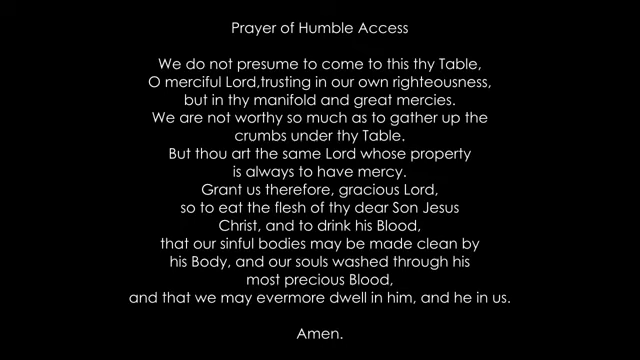 Prayer of Humble Access
We do not presume to come to this thy Table,
O merciful Lord,trusting in our own righteousness,
but in thy manifold and great mercies.
We are not worthy so much as to gather up the
crumbs under thy Table.
But thou art the same Lord whose property
is always to have mercy.
Grant us therefore, gracious Lord,
so to eat the flesh of thy dear Son Jesus
Christ, and to drink his Blood,
that our sinful bodies may be made clean by
his Body, and our souls washed through his
most precious Blood,
and that we may evermore dwell in him, and he in us.
Amen.